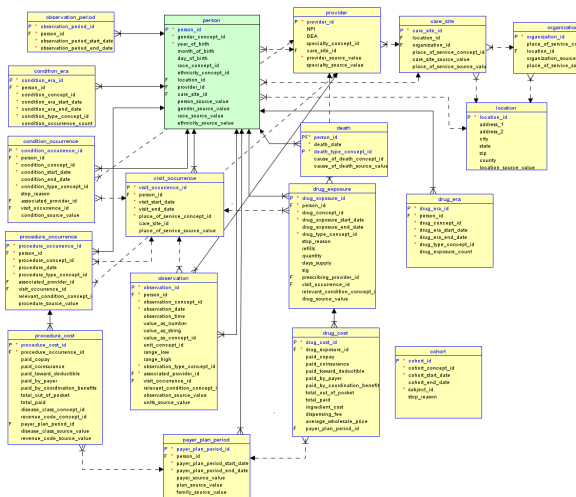 observation_period
P * observation_period_id
F * person_id
* observation_period_start_date
* observation_period_end_date
person
P * person_id
* gender_concept_id
* year_of_birth
month_of_birth
day_of_birth
race_concept_id
ethnicity_concept_id
F location_id
F provider_id
F care_site_id
person_source_value
gender_source_value
race_source_value
ethnicity_source_value
provider
P * provider_id
NPI
DEA
specialty_concept_id
F * care_site_id
* provider_source_value
specialty_source_value
care_site
P * care_site_id
F location_id
F organization_id
place_of_service_concept_id
care_site_source_value
place_of_service_source_value
organizatio
P * organization_id
place_of_service_co
F location_id
organization_source
place_of_service_so
condition_era
P * condition_era_id
F * person_id
* condition_concept_id
* condition_era_start_date
* condition_era_end_date
* condition_type_concept_id
condition_occurrence_count
location
P * location_id
address_1
address_2
city
state
zip
county
location_source_value
death
PF* person_id
* death_date
P * death_type_concept_id
cause_of_death_concept_id
cause_of_death_source_value
condition_occurrence
P * condition_occurrence_id
F * person_id
* condition_concept_id
* condition_start_date
condition_end_date
* condition_type_concept_id
stop_reason
F associated_provider_id
F visit_occurrence_id
condition_source_value
visit_occurrence
P * visit_occurrence_id
F * person_id
* visit_start_date
* visit_end_date
* place_of_service_concept_id
care_site_id
place_of_service_source_value
drug_exposure
P * drug_exposure_id
F * person_id
* drug_concept_id
* drug_exposure_start_date
drug_exposure_end_date
* drug_type_concept_id
stop_reason
refills
quantity
days_supply
sig
F prescribing_provider_id
F visit_occurrence_id
relevant_condition_concept_i
drug_source_value
drug_era
P * drug_era_id
F * person_id
* drug_concept_id
* drug_era_start_date
* drug_era_end_date
* drug_type_concept_id
drug_exposure_count
procedure_occurrence
P * procedure_occurrence_id
F * person_id
* procedure_concept_id
* procedure_date
* procedure_type_concept_id
F associated_provider_id
F visit_occurrence_id
relevant_condition_concept_i
procedure_source_value
observation
P * observation_id
F * person_id
* observation_concept_id
* observation_date
observation_time
value_as_number
value_as_string
value_as_concept_id
unit_concept_id
range_low
range_high
* observation_type_concept_id
F * associated_provider_id
F visit_occurrence_id
relevant_condition_concept_i
observation_source_value
units_source_value
procedure_cost
P * procedure_cost_id
F * procedure_occurrence_id
paid_copay
paid_coinsurance
paid_toward_deductible
paid_by_payer
paid_by_coordination_benefits
total_out_of_pocket
total_paid
disease_class_concept_id
revenue_code_concept_id
F payer_plan_period_id
disease_class_source_value
revenue_code_source_value
drug_cost
P * drug_cost_id
F * drug_exposure_id
paid_copay
paid_coinsurance
paid_toward_deductible
paid_by_payer
paid_by_coordination_benefit
total_out_of_pocket
total_paid
ingredient_cost
dispensing_fee
average_wholesale_price
F payer_plan_period_id
cohort
P * cohort_id
* cohort_concept_id
* cohort_start_date
cohort_end_date
* subject_id
stop_reason
payer_plan_period
P * payer_plan_period_id
F * person_id
* payer_plan_period_start_date
* payer_plan_period_end_date
payer_source_value
plan_source_value
family_source_value